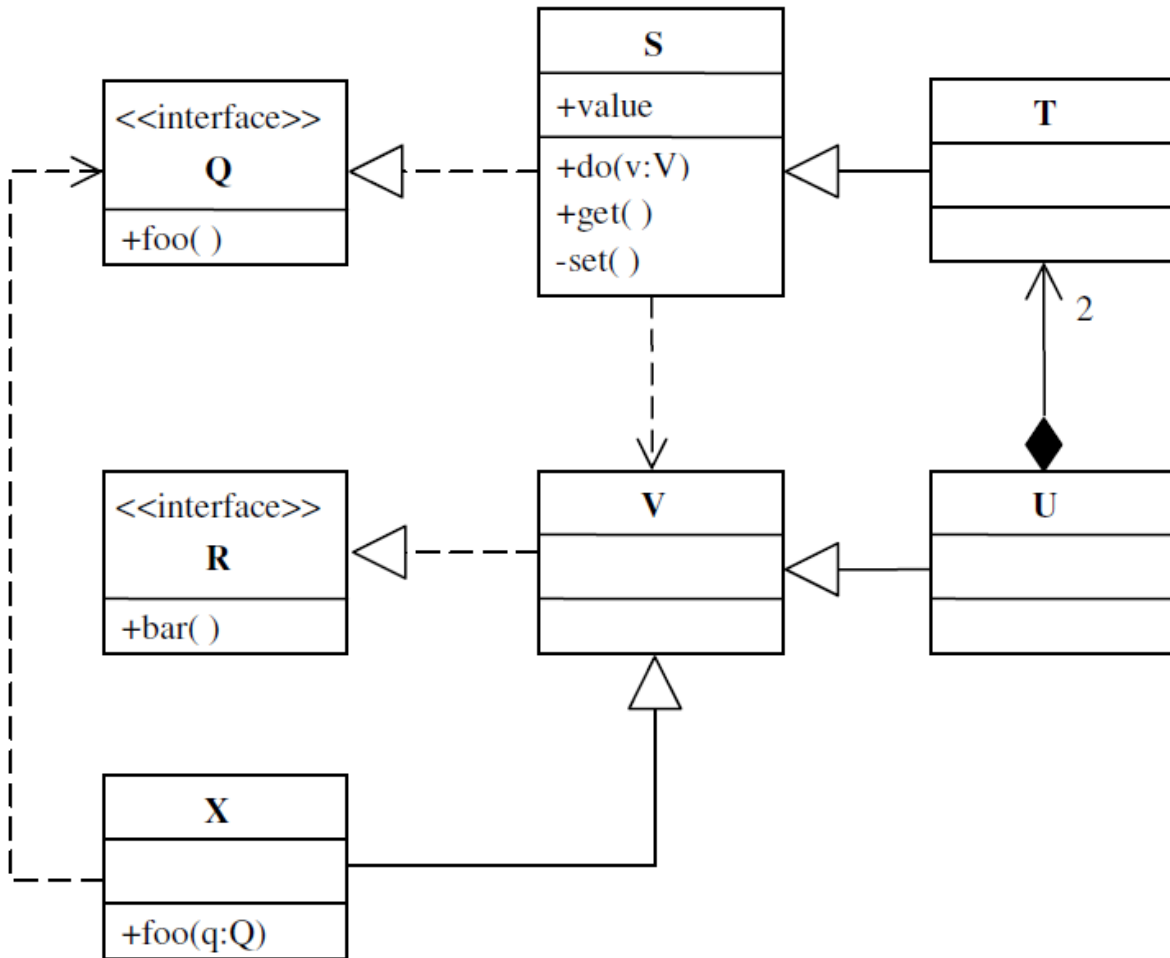 <<interface>>
Q
+foo( )
S
+value
+do(v:V)
+get( )
-set( )
T
2
<<interface>>
R
+bar( )
V
U
X
+foo(q:Q)